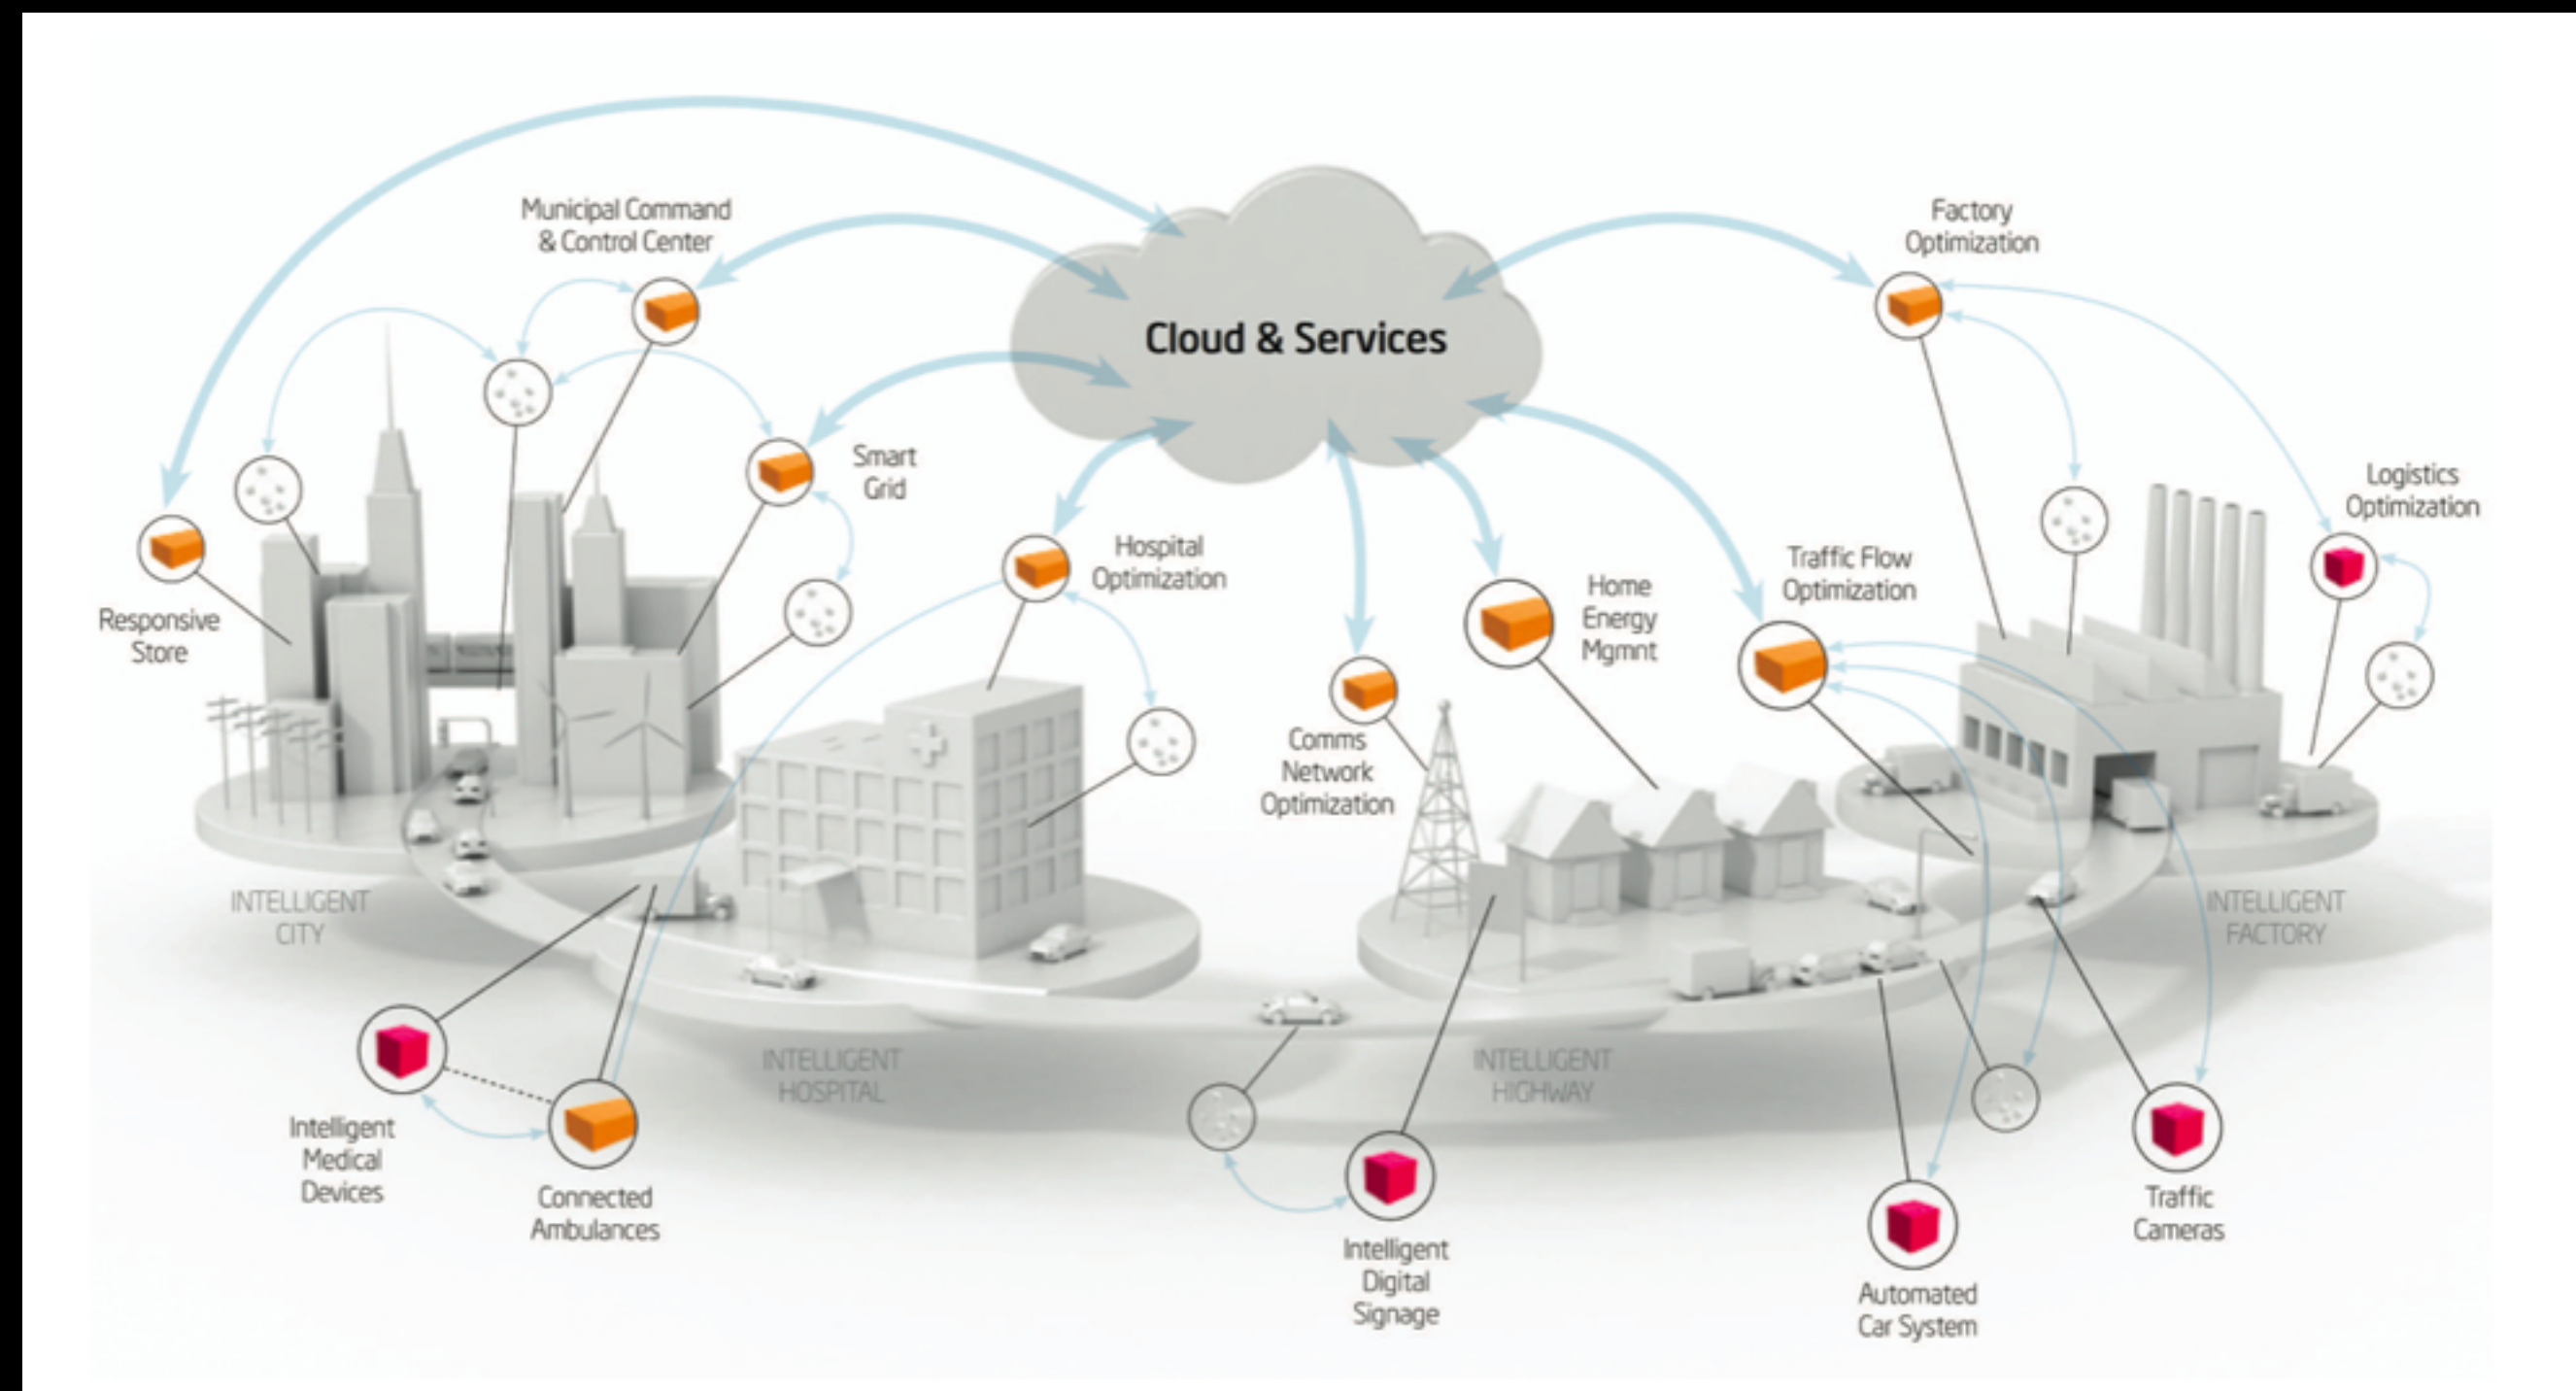 Municipal Command
& Control Center
Factory
Optimization
Cloud & Services
Smart
Grid
Logistics
Optimization
Hospital
Optimization
Traffic Flow
Optimization
Home
Energy
Mgmnt
Responsive
Store
Comms
Network
Optimization
INTELLIGENT
CITY
INTELLIGENT
FACTORY
INTELLIGENT
HOSPITAL
INTELLIGENT
HIGHWAY
Intelligent
Medical
Devices
Connected
Ambulances
Intelligent
Digital
Signage
Traffic
Cameras
Automated
Car System